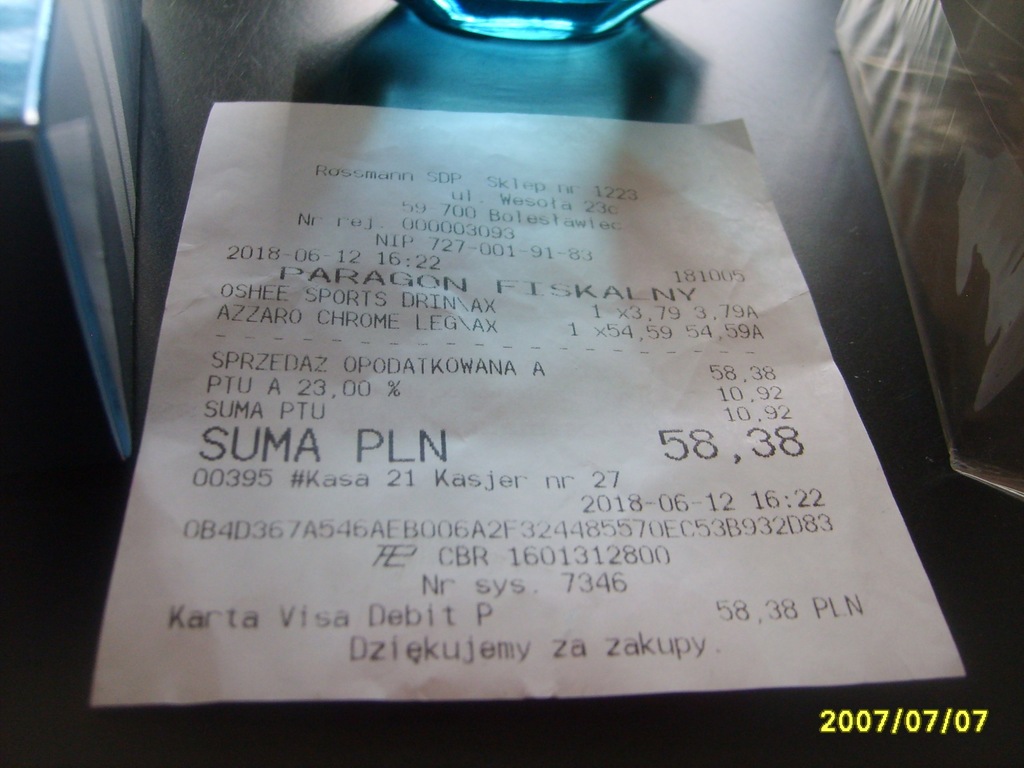 Rossmann SDP Sklep nr 1223
ul. Wesoła 23c
59-700 Bolesławiec
Nr rej. 000003093
NIP 727-001-91-83
2018-06-12 16:22 181005
PARAGON FISKALNY
OSHEE SPORTS DRIN\AX 1 x3,79 3,79A
AZZARO CHROME LEG\AX 1 x54,59 54,59A
SPRZEDAŻ OPODATKOWANA A 58,38
PTU A 23,00 % 10,92
SUMA PTU 10,92
SUMA PLN 58,38
00395 #Kasa 21 Kasjer nr 27
2018-06-12 16:22
0B4D367A546AEB006A2F324485570EC53B932D83
CBR 1601312800
Nr sys. 7346
Karta Visa Debit P 58,38 PLN
Dziękujemy za zakupy.
2007/07/07